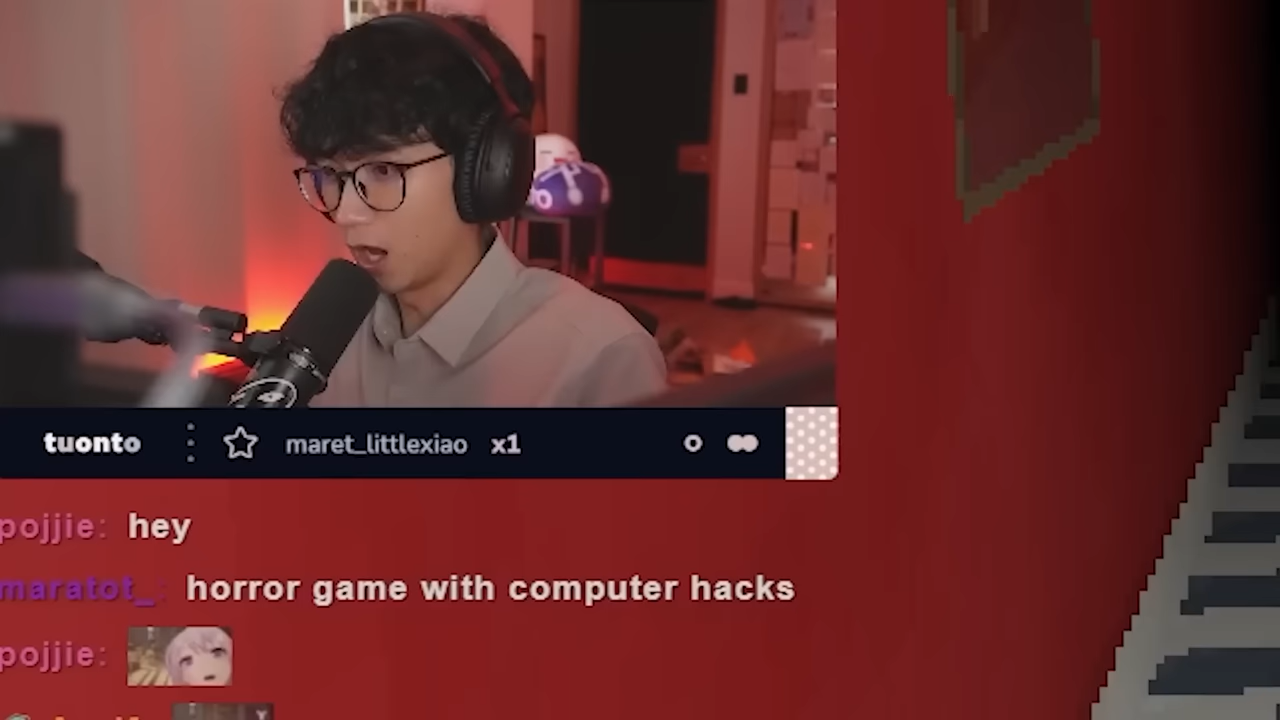 tuonto
maret_littlexiao x1
pojjie: hey
maratot_: horror game with computer hacks
pojjie: